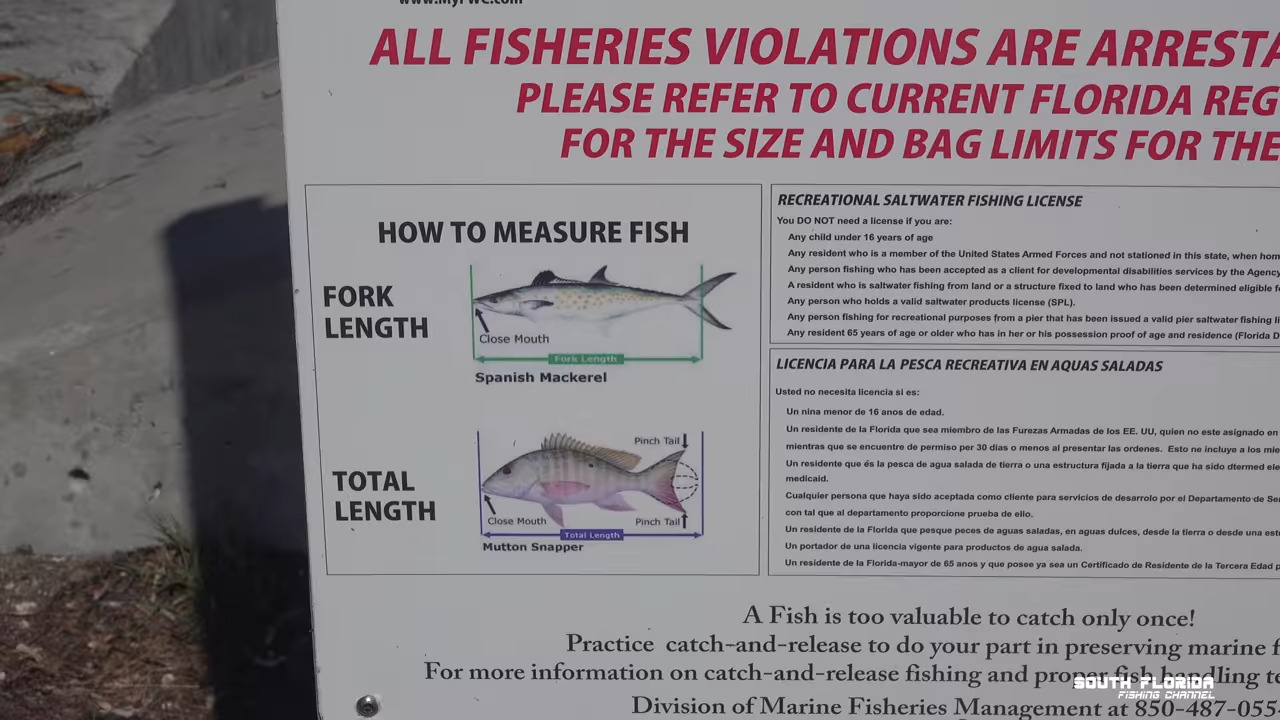 www.MyFWC.com
ALL FISHERIES VIOLATIONS ARE
PLEASE REFER TO CURRENT FLORIDA
FOR THE SIZE AND BAG LIMITS FOR THE
HOW TO MEASURE FISH
FORK
LENGTH
Close Mouth
Fork Length
Spanish Mackerel
TOTAL
LENGTH
Pinch Tail
Close Mouth
Pinch Tail
Total Length
Mutton Snapper
RECREATIONAL SALTWATER FISHING LICENSE
You DO NOT need a license if you are:
Any child under 16 years of age
Any resident who is a member of the United States Armed Forces and not stationed in this state, when
Any person fishing who has been accepted as a client for developmental disabilities services by the Agency
A resident who is saltwater fishing from land or a structure fixed to land who has been determined eligible
Any person who holds a valid saltwater products license (SPL).
Any person fishing for recreational purposes from a pier that has been issued a valid pier saltwater fishing
Any resident 65 years of age or older who has in her or his possession proof of age and residence (Florida
LICENCIA PARA LA PESCA RECREATIVA EN AQUAS SALADAS
Usted no necesita licencia si es:
Un nina menor de 16 anos de edad.
Un residente de la Florida que sea miembro de las Furezas Armadas de los EE. UU, quien no este asignado en
mientras que se encuentre de permiso por 30 dias o menos al presentar las ordenes. Esto ne incluye a los
Un residente que és la pesca de agua salada de tierra o una estructura fijada a la tierra que ha sido dtermed
medicaid.
Cualquier persona que haya sido aceptada como cliente para servicios de desarrolo por el Departamento de
con tal que al departamento proporcione prueba de ello.
Un residente de la Florida que pesque peces de aguas saladas, en aguas dulces, desde la tierra o desde una
Un portador de una licencia vigente para productos de agua salada.
Un residente de la Florida-mayor de 65 anos y que posee ya sea un Certificado de Residente de la Tercera Edad
A Fish is too valuable to catch only once!
Practice catch-and-release to do your part in preserving marine
For more information on catch-and-release fishing and proper fish handling
Division of Marine Fisheries Management at 850-487-055
SOUTH FLORIDA
FISHING CHANNEL